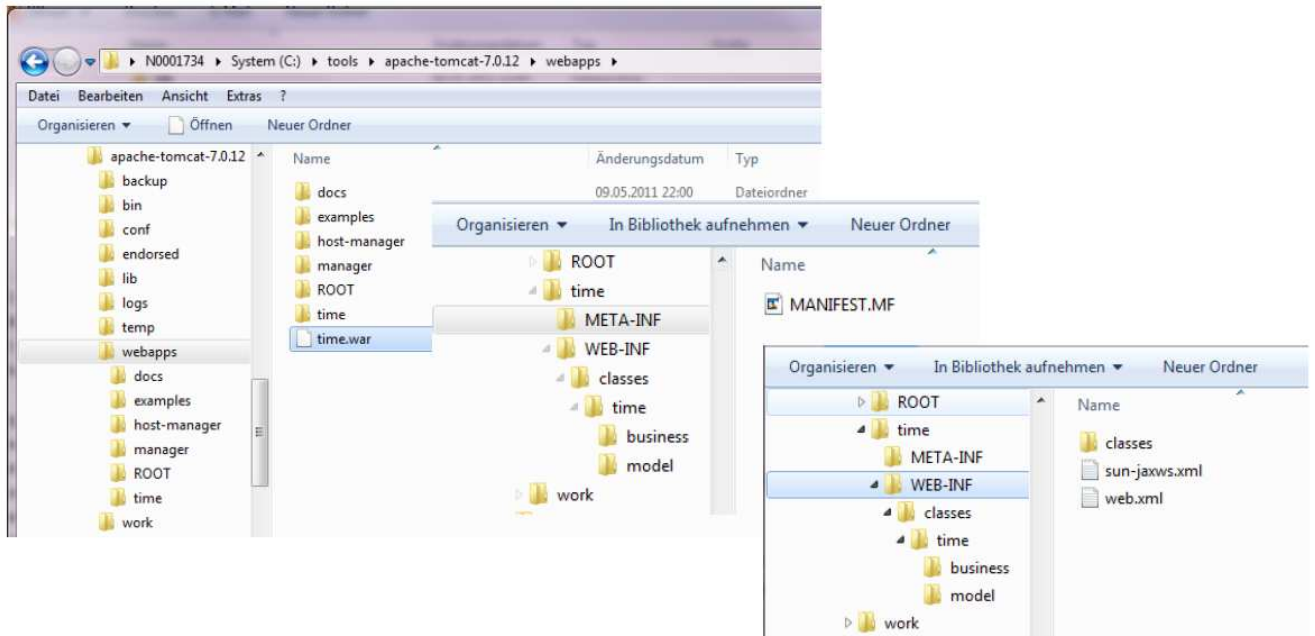 N0001734 ▸ System (C:) ▸ tools ▸ apache-tomcat-7.0.12 ▸ webapps ▸
Datei Bearbeiten Ansicht Extras ?
Organisieren ▼ Öffnen Neuer Ordner
apache-tomcat-7.0.12
backup
bin
conf
endorsed
lib
logs
temp
webapps
docs
examples
host-manager
manager
ROOT
time
work
Name Änderungsdatum Typ
docs 09.05.2011 22:00 Dateiordner
examples
host-manager
manager
ROOT
time
time.war
Organisieren ▼ In Bibliothek aufnehmen ▼ Neuer Ordner
ROOT
time
META-INF
WEB-INF
classes
time
business
model
work
Name
MANIFEST.MF
Organisieren ▼ In Bibliothek aufnehmen ▼ Neuer Ordner
ROOT
time
META-INF
WEB-INF
classes
time
business
model
work
Name
classes
sun-jaxws.xml
web.xml